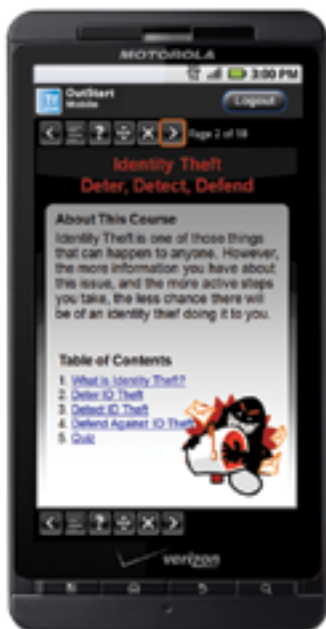 MOTOROLA
3:00 PM
OutStart
Mobile
Logout
Page 2 of 18
Identity Theft
Deter, Detect, Defend
About This Course
Identity Theft is one of those things
that can happen to anyone. However,
the more information you have about
this issue, and the more active steps
you take, the less chance there will
be of an identity thief doing it to you.
Table of Contents
1. What is Identity Theft?
2. Deter ID Theft
3. Detect ID Theft
4. Defend Against ID Theft
5. Quiz
verizon